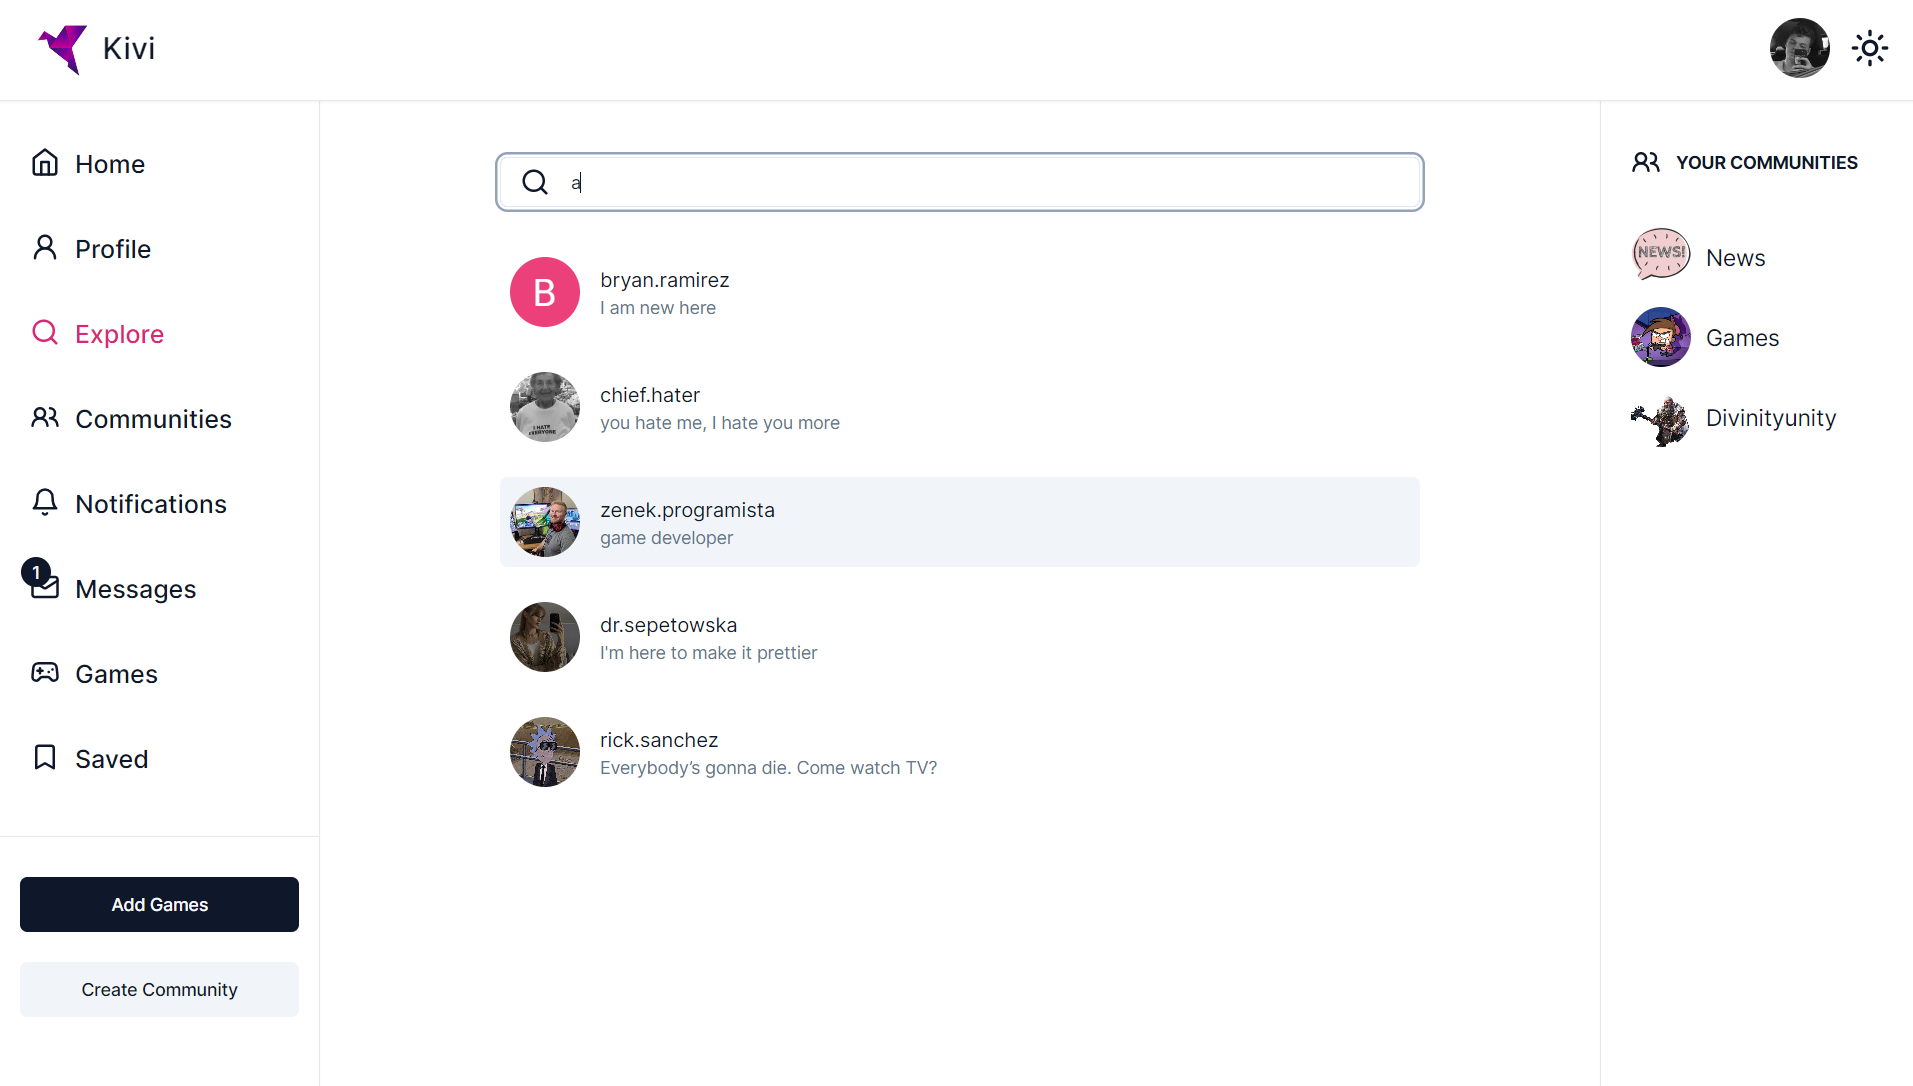 Kivi
Home
Profile
Explore
Communities
Notifications
1
Messages
Games
Saved
Add Games
Create Community
a
B
bryan.ramirez
I am new here
chief.hater
you hate me, I hate you more
I HATE
EVERYONE
zenek.programista
game developer
dr.sepetowska
I'm here to make it prettier
rick.sanchez
Everybody’s gonna die. Come watch TV?
YOUR COMMUNITIES
NEWS!
News
Games
Divinityunity